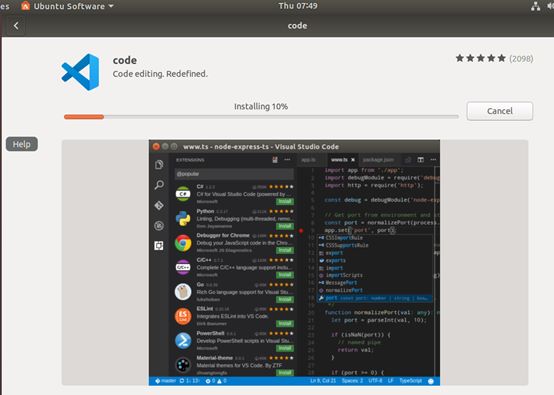 es Ubuntu Software Thu 07:49
code
code
Code editing. Redefined.
(2098)
Installing 10%
Cancel
Help
www.ts - node-express-ts - Visual Studio Code
EXTENSIONS
@popular
C# 1.2.2
C# for Visual Studio Code (powered by ...
Microsoft Install
Python
Linting, Debugging (multi-threaded, remo...
Don Jayamanne Install
Debugger for Chrome
Debug your JavaScript code in the Chrom...
Microsoft JS Diagnostics Install
C/C++
Complete C/C++ language support inclu...
Microsoft Install
Go
Rich Go language support for Visual Stu...
lukehoban Install
ESLint
Integrates ESLint into VS Code.
Dirk Baeumer Install
PowerShell
Develop PowerShell scripts in Visual Stud...
Microsoft Install
Material-theme
Material themes for VS Code. By ZTF
zhuangtongfa Install
app.ts www.ts package.json
import app from './app';
import debugModule = require('debu
import http = require('http');
const debug = debugModule('node-ex
// Get port from environment and st
const port = normalizePort(process.
app.set('port', port);
CSSImportRule
CSSSupportsRule
export
exports
import
importScripts
MessagePort
normalizePort
port const port: number | string | boo...
function normalizePort(val: any): n
let port = parseInt(val, 10);
if (isNaN(port)) {
// named pipe
return val;
}
if (port >= 0) {
master 0 0 Ln 9, Col 21 Spaces: 2 UTF-8 LF TypeScript